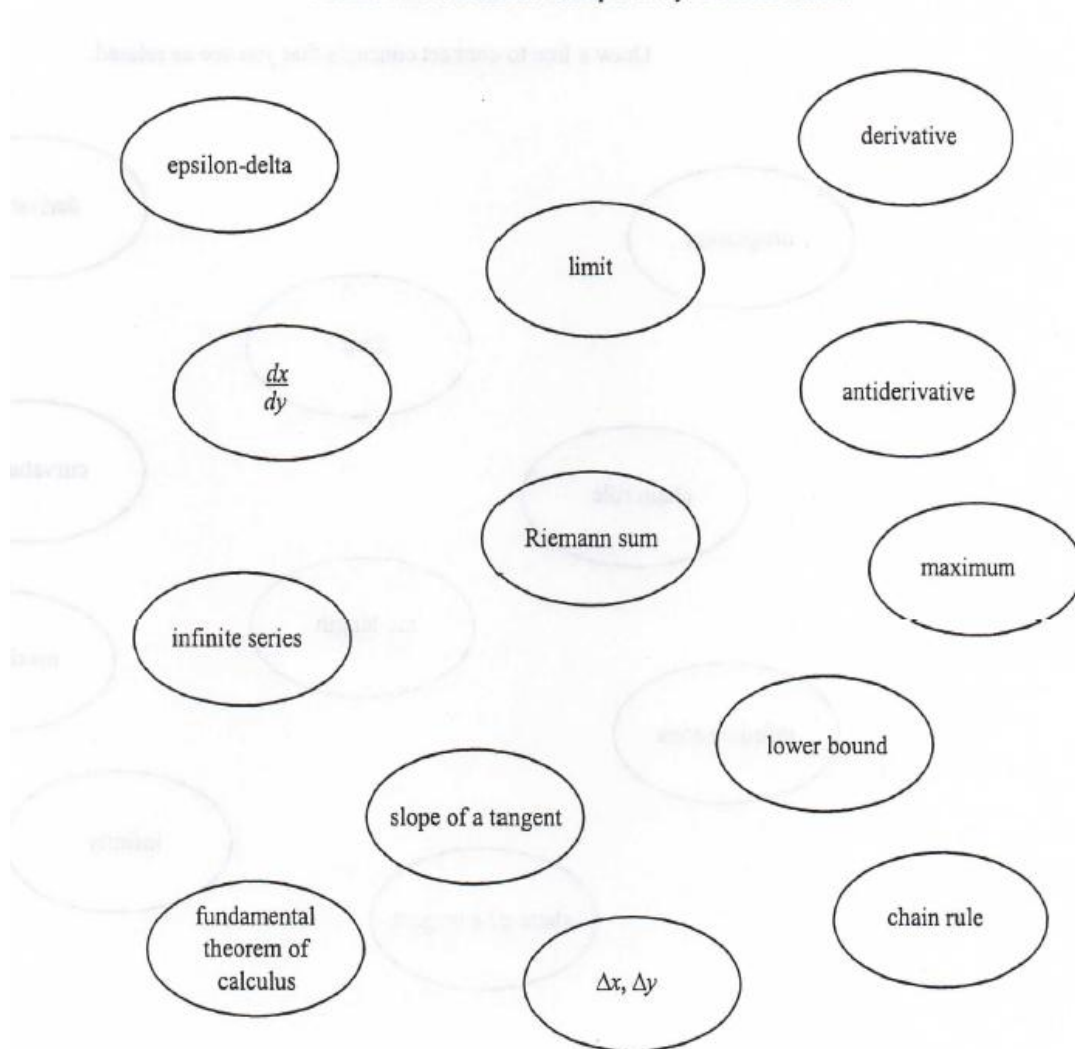 epsilon-delta
derivative
limit
dx
dy
antiderivative
Riemann sum
maximum
infinite series
lower bound
slope of a tangent
fundamental
theorem of
calculus
chain rule
Δx, Δy